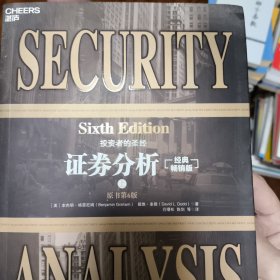 CHEERS
湛庐
SECURITY
Sixth Edition
投资者的圣经
证券分析
经典
畅销版
原书第6版
[美] 本杰明·格雷厄姆（Benjamin Graham） 戴维·多德（David L. Dodd） 著
ANALYSIS